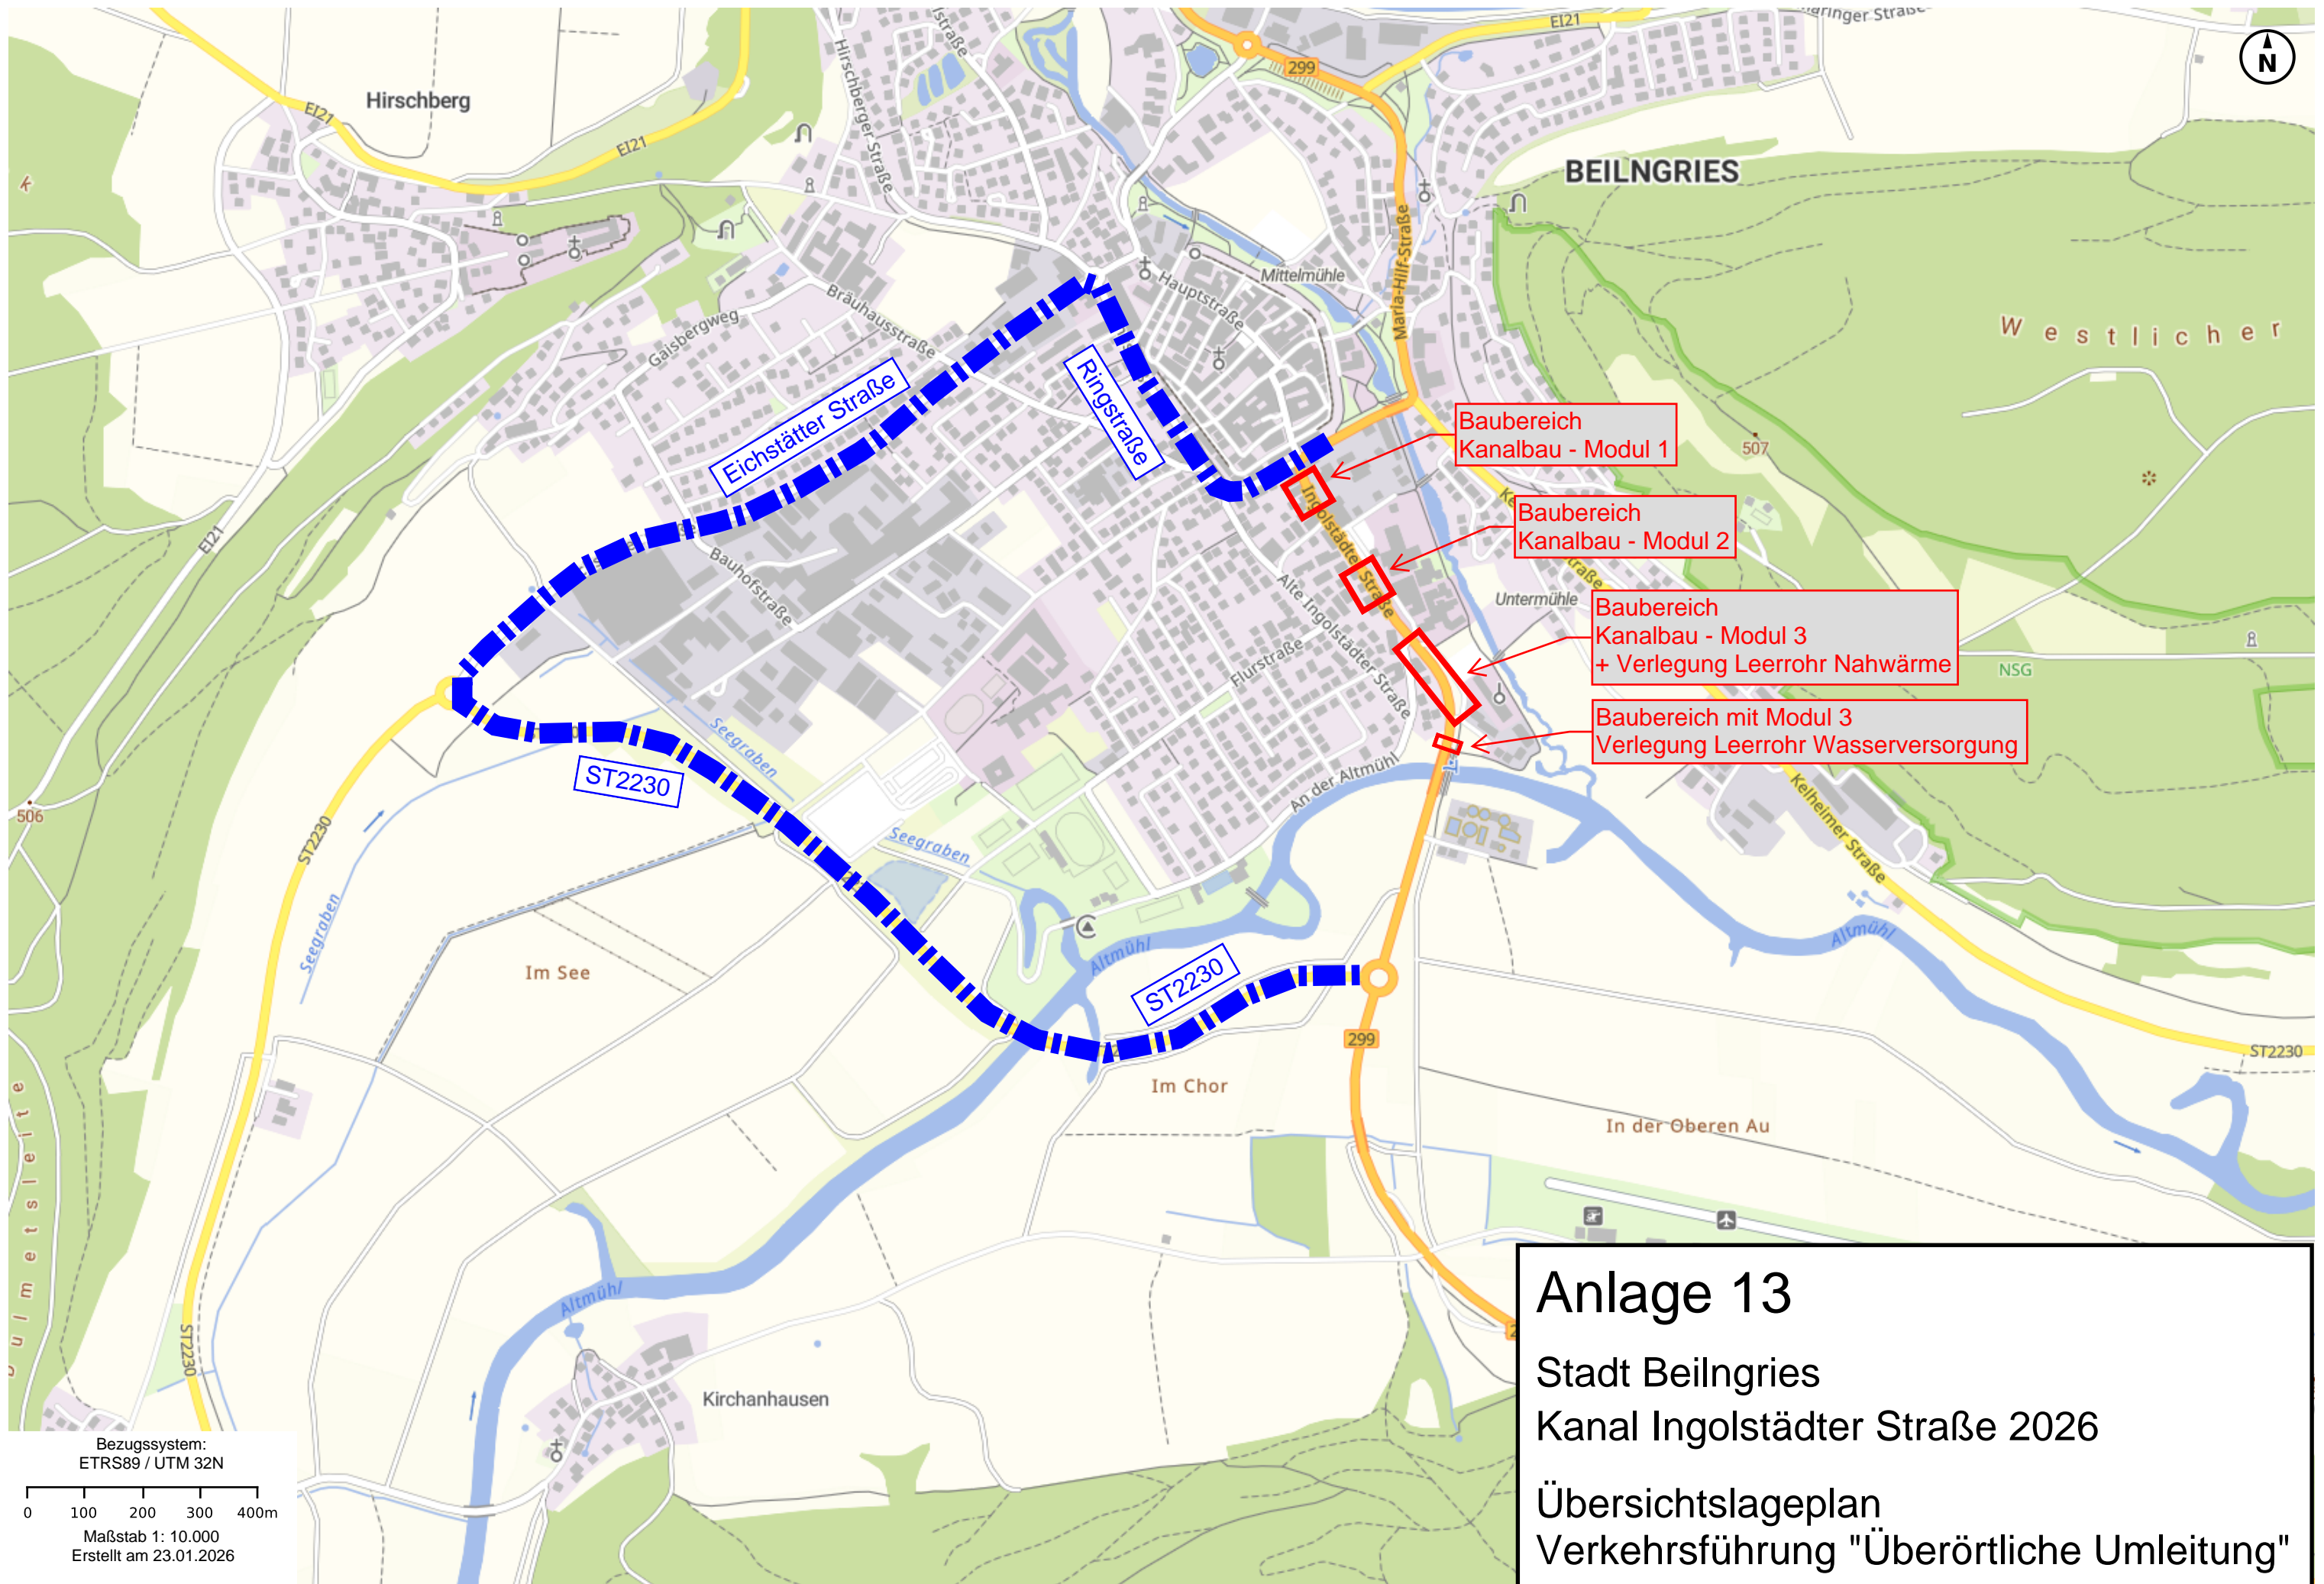 aringer Straße
EI21
N
299
Hirschberger Straße
Hirschberg
EI21
EI21
BEILNGRIES
Maria-Hilf-Straße
Mittelmühle
Hauptstraße
Bräuhausstraße
Gaisbergweg
Westlicher
Ringstraße
Eichstätter Straße
Baubereich
Kanalbau - Modul 1
507
Ingolstädter Straße
Baubereich
Kanalbau - Modul 2
EI21
Bauhofstraße
Alte Ingolstädter Straße
Untermühle
Baubereich
Kanalbau - Modul 3
+ Verlegung Leerrohr Nahwärme
Flurstraße
NSG
Baubereich mit Modul 3
Verlegung Leerrohr Wasserversorgung
Seegraben
ST2230
An der Altmühl
Kelheimer Straße
506
ST2230
Seegraben
Seegraben
Altmühl
Altmühl
Im See
ST2230
299
ST2230
Im Chor
In der Oberen Au
Altmühl
ST2230
Kirchanhausen
Anlage 13
Stadt Beilngries
Kanal Ingolstädter Straße 2026
Übersichtslageplan
Verkehrsführung "Überörtliche Umleitung"
Bezugssystem:
ETRS89 / UTM 32N
0 100 200 300 400m
Maßstab 1: 10.000
Erstellt am 23.01.2026